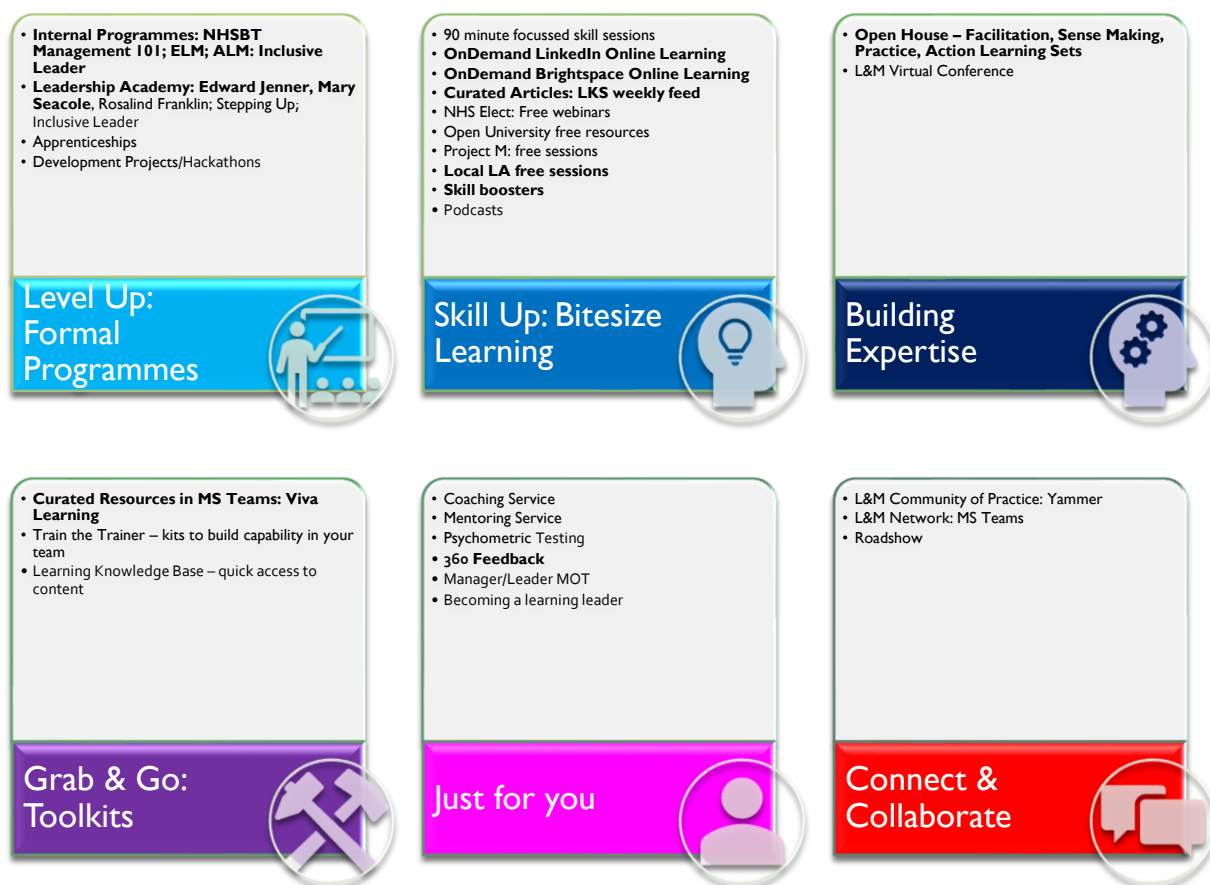 • Internal Programmes: NHSBT
Management 101; ELM; ALM: Inclusive
Leader
• Leadership Academy: Edward Jenner, Mary
Seacole, Rosalind Franklin; Stepping Up;
Inclusive Leader
• Apprenticeships
• Development Projects/Hackathons
Level Up:
Formal
Programmes
• 90 minute focussed skill sessions
• OnDemand LinkedIn Online Learning
• OnDemand Brightspace Online Learning
• Curated Articles: LKS weekly feed
• NHS Elect: Free webinars
• Open University free resources
• Project M: free sessions
• Local LA free sessions
• Skill boosters
• Podcasts
Skill Up: Bitesize
Learning
• Open House – Facilitation, Sense Making,
Practice, Action Learning Sets
• L&M Virtual Conference
Building
Expertise
• Curated Resources in MS Teams: Viva
Learning
• Train the Trainer – kits to build capability in your
team
• Learning Knowledge Base – quick access to
content
Grab & Go:
Toolkits
• Coaching Service
• Mentoring Service
• Psychometric Testing
• 360 Feedback
• Manager/Leader MOT
• Becoming a learning leader
Just for you
• L&M Community of Practice: Yammer
• L&M Network: MS Teams
• Roadshow
Connect &
Collaborate